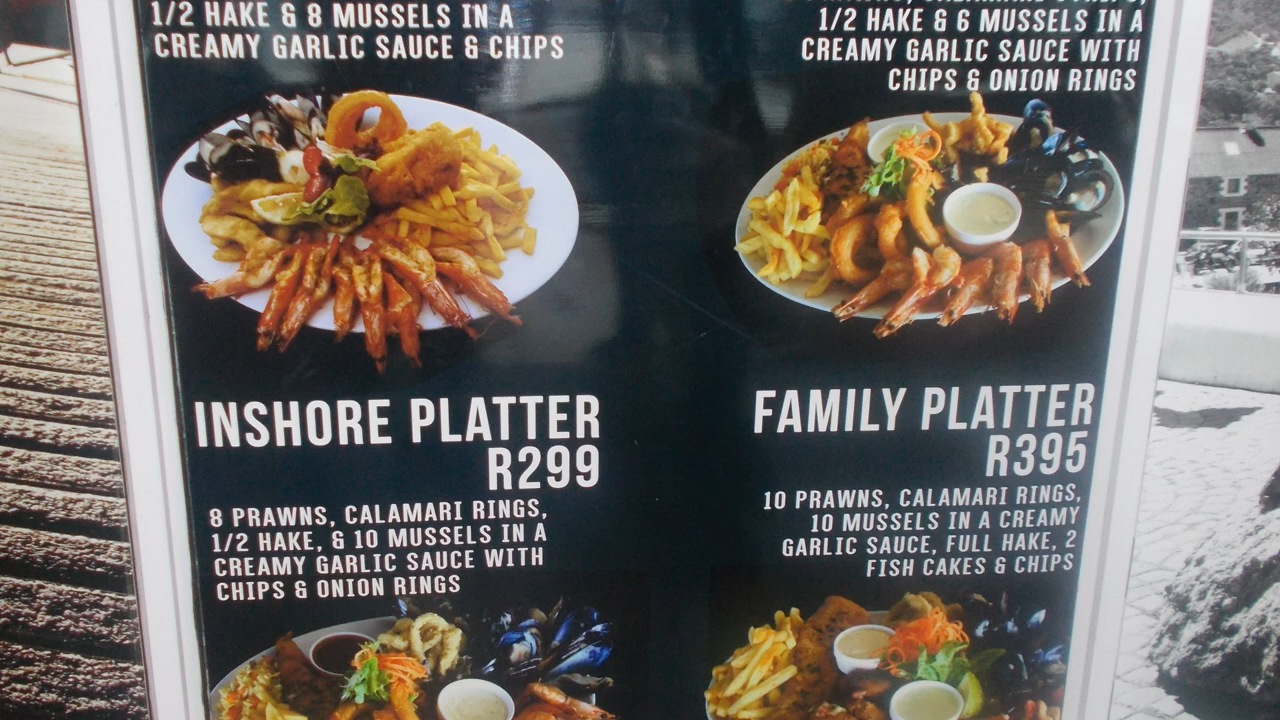 1/2 HAKE & 8 MUSSELS IN A
CREAMY GARLIC SAUCE & CHIPS
1/2 HAKE & 6 MUSSELS IN A
CREAMY GARLIC SAUCE WITH
CHIPS & ONION RINGS
INSHORE PLATTER
R299
8 PRAWNS, CALAMARI RINGS,
1/2 HAKE, & 10 MUSSELS IN A
CREAMY GARLIC SAUCE WITH
CHIPS & ONION RINGS
FAMILY PLATTER
R395
10 PRAWNS, CALAMARI RINGS,
10 MUSSELS IN A CREAMY
GARLIC SAUCE, FULL HAKE, 2
FISH CAKES & CHIPS